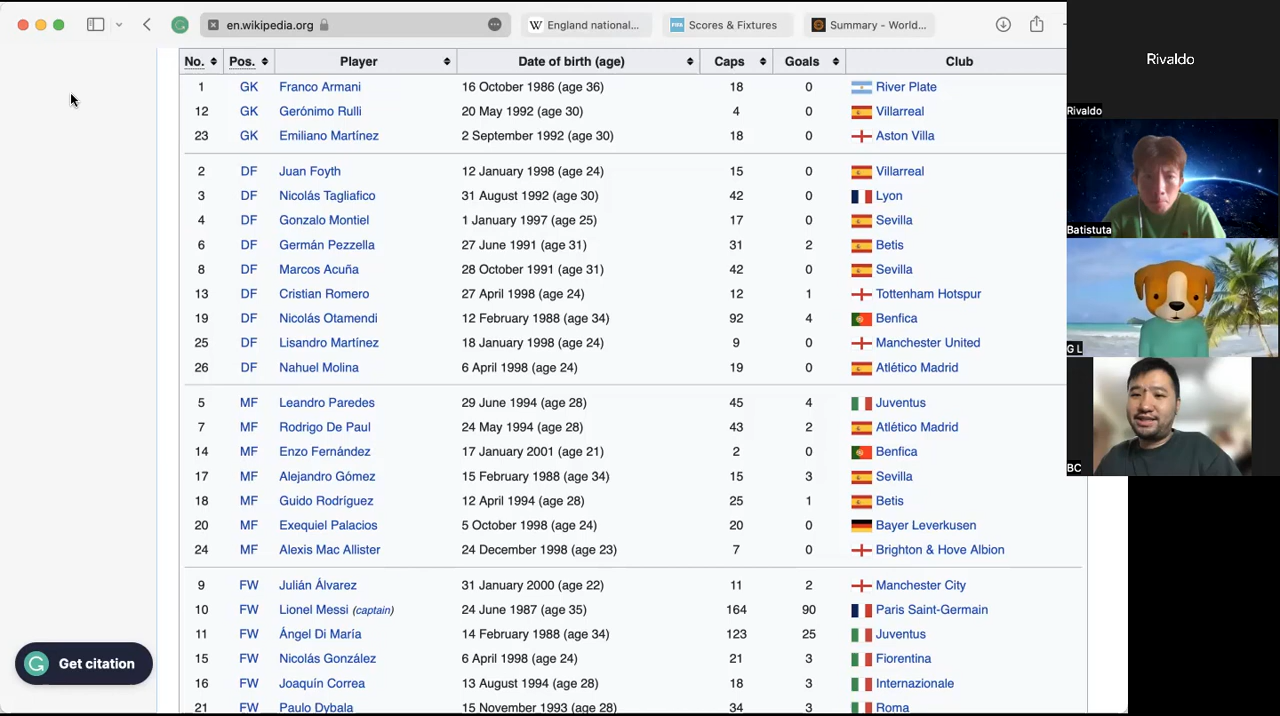 en.wikipedia.org
England national...
FIFA Scores & Fixtures
Summary - World...
No. Pos. Player Date of birth (age) Caps Goals Club
1 GK Franco Armani 16 October 1986 (age 36) 18 0 River Plate
12 GK Gerónimo Rulli 20 May 1992 (age 30) 4 0 Villarreal
23 GK Emiliano Martínez 2 September 1992 (age 30) 18 0 Aston Villa
2 DF Juan Foyth 12 January 1998 (age 24) 15 0 Villarreal
3 DF Nicolás Tagliafico 31 August 1992 (age 30) 42 0 Lyon
4 DF Gonzalo Montiel 1 January 1997 (age 25) 17 0 Sevilla
6 DF Germán Pezzella 27 June 1991 (age 31) 31 2 Betis
8 DF Marcos Acuña 28 October 1991 (age 31) 42 0 Sevilla
13 DF Cristian Romero 27 April 1998 (age 24) 12 1 Tottenham Hotspur
19 DF Nicolás Otamendi 12 February 1988 (age 34) 92 4 Benfica
25 DF Lisandro Martínez 18 January 1998 (age 24) 9 0 Manchester United
26 DF Nahuel Molina 6 April 1998 (age 24) 19 0 Atlético Madrid
5 MF Leandro Paredes 29 June 1994 (age 28) 45 4 Juventus
7 MF Rodrigo De Paul 24 May 1994 (age 28) 43 2 Atlético Madrid
14 MF Enzo Fernández 17 January 2001 (age 21) 2 0 Benfica
17 MF Alejandro Gómez 15 February 1988 (age 34) 15 3 Sevilla
18 MF Guido Rodríguez 12 April 1994 (age 28) 25 1 Betis
20 MF Exequiel Palacios 5 October 1998 (age 24) 20 0 Bayer Leverkusen
24 MF Alexis Mac Allister 24 December 1998 (age 23) 7 0 Brighton & Hove Albion
9 FW Julián Álvarez 31 January 2000 (age 22) 11 2 Manchester City
10 FW Lionel Messi (captain) 24 June 1987 (age 35) 164 90 Paris Saint-Germain
11 FW Ángel Di María 14 February 1988 (age 34) 123 25 Juventus
15 FW Nicolás González 6 April 1998 (age 24) 21 3 Fiorentina
16 FW Joaquín Correa 13 August 1994 (age 28) 18 3 Internazionale
21 FW Paulo Dybala 15 November 1993 (age 28) 34 3 Roma
Get citation
Rivaldo
Rivaldo
Batistuta
G L
BC